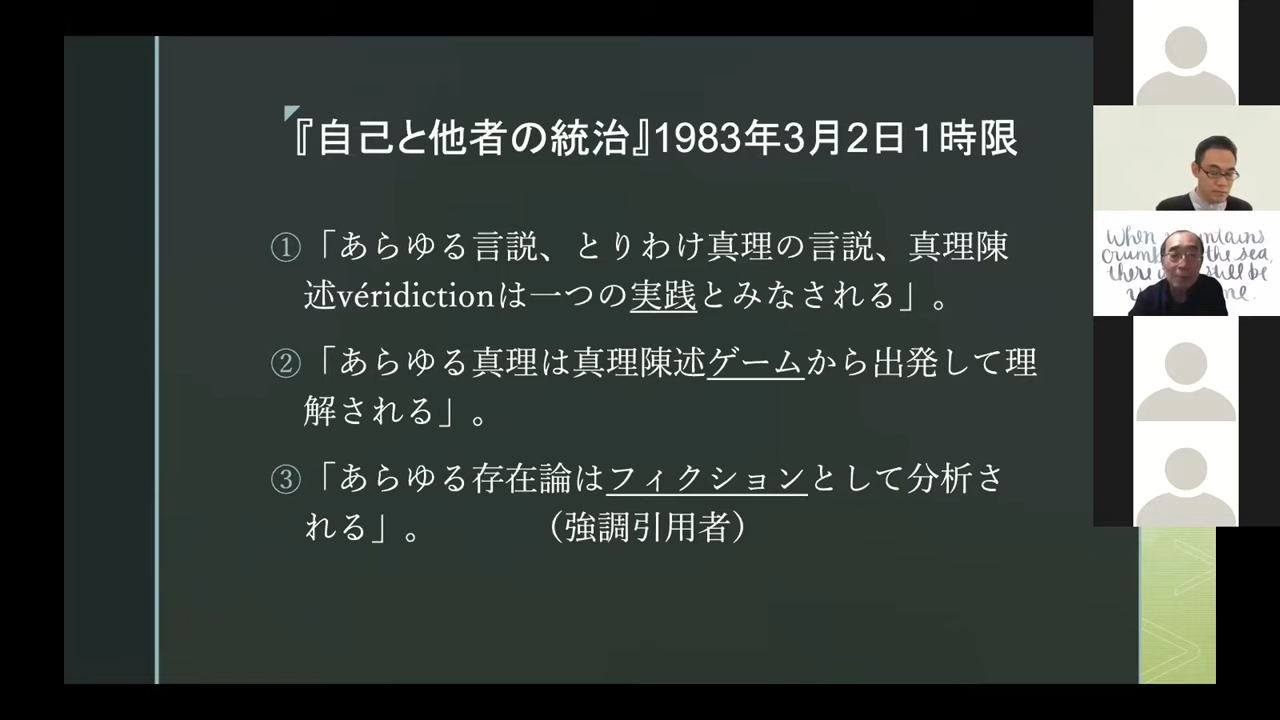 『自己と他者の統治』1983年3月2日１時限
①「あらゆる言説、とりわけ真理の言説、真理陳
述véridictionは一つの実践とみなされる」。
②「あらゆる真理は真理陳述ゲームから出発して理
解される」。
③「あらゆる存在論はフィクションとして分析さ
れる」。 （強調引用者）
When
the sea,
there
still be